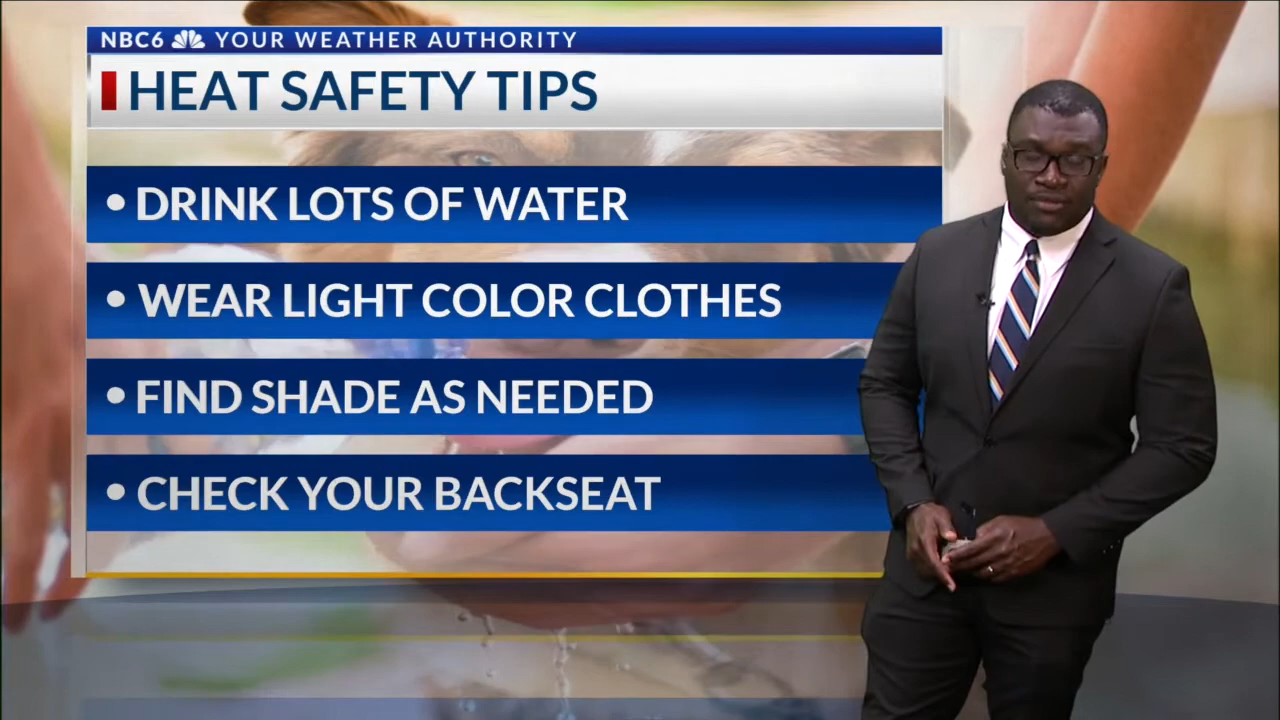 NBC6 YOUR WEATHER AUTHORITY
HEAT SAFETY TIPS
• DRINK LOTS OF WATER
• WEAR LIGHT COLOR CLOTHES
• FIND SHADE AS NEEDED
• CHECK YOUR BACKSEAT